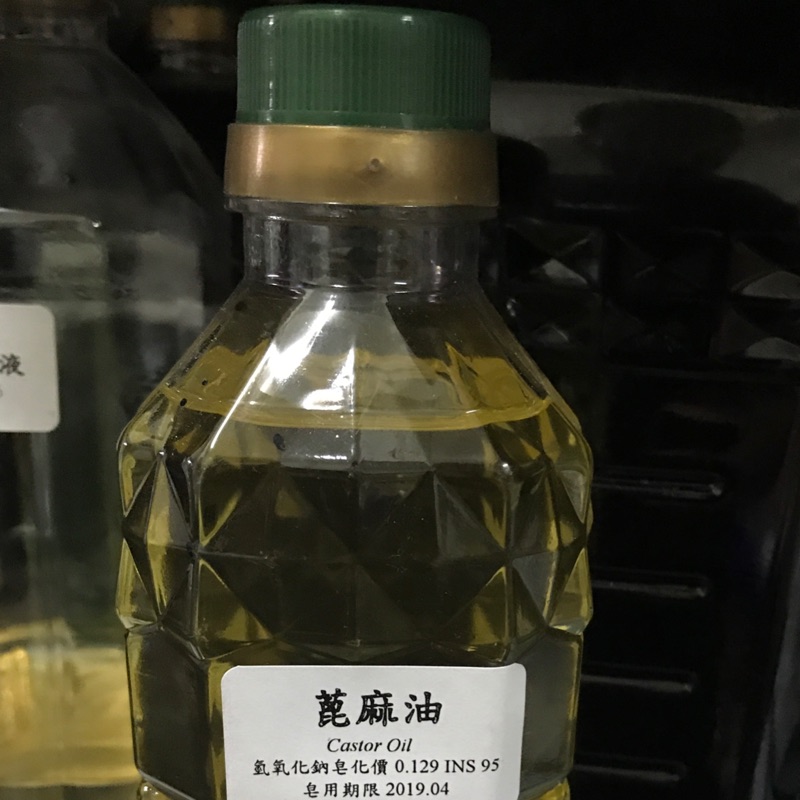 液
蓖麻油
Castor Oil
氫氧化鈉皂化價 0.129 INS 95
皂用期限 2019.04